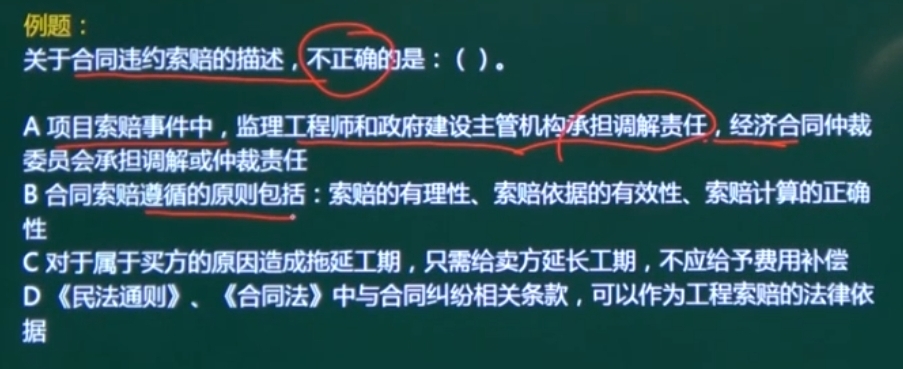 例题：
关于合同违约索赔的描述，不正确的是：（ ）。
A 项目索赔事件中，监理工程师和政府建设主管机构承担调解责任，经济合同仲裁
委员会承担调解或仲裁责任
B 合同索赔遵循的原则包括：索赔的有理性、索赔依据的有效性、索赔计算的正确
性
C 对于属于买方的原因造成拖延工期，只需给卖方延长工期，不应给予费用补偿
D 《民法通则》、《合同法》中与合同纠纷相关条款，可以作为工程索赔的法律依
据